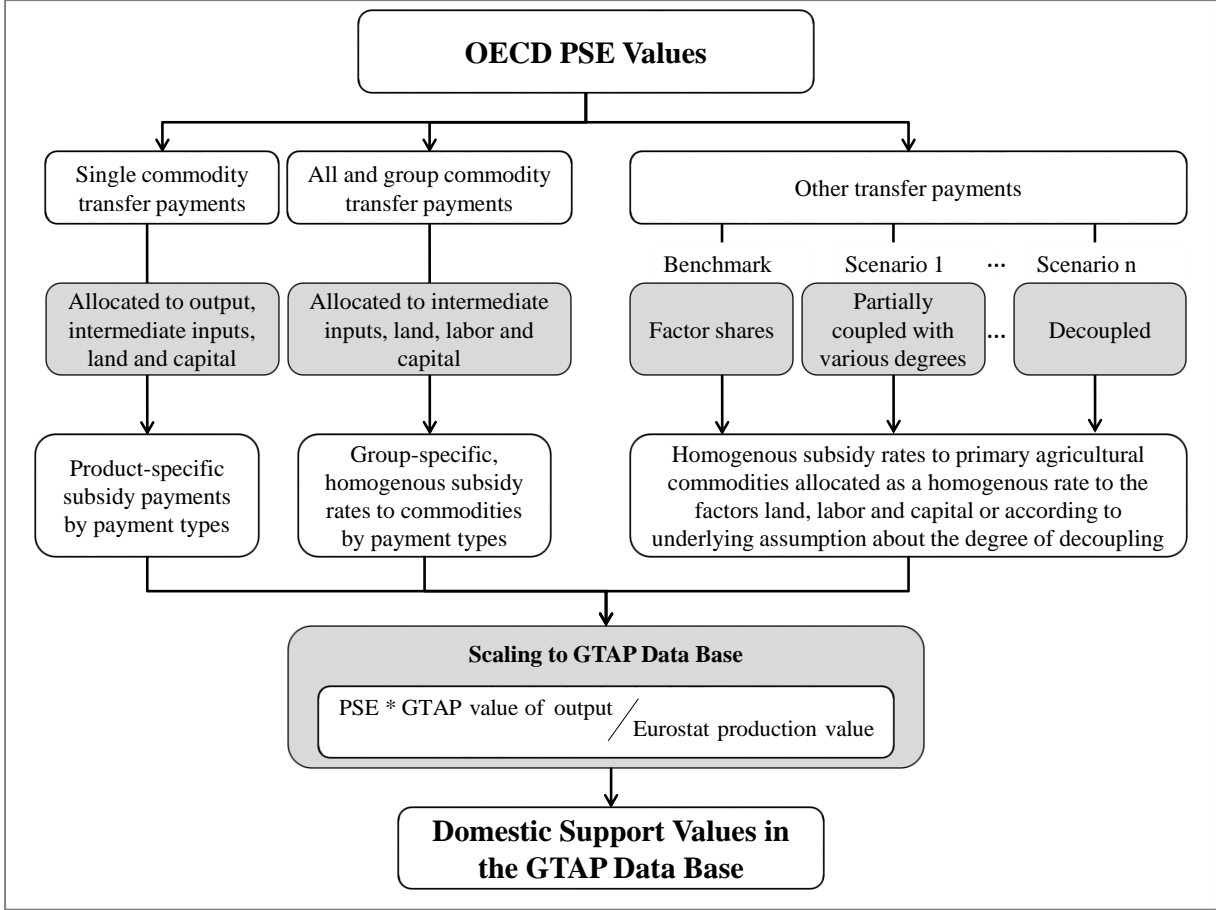 OECD PSE Values
Single commodity
transfer payments
All and group commodity
transfer payments
Other transfer payments
Benchmark
Scenario 1
...
Scenario n
Allocated to output,
intermediate inputs,
land and capital
Allocated to intermediate
inputs, land, labor and
capital
Factor shares
Partially
coupled with
various degrees
...
Decoupled
Product-specific
subsidy payments
by payment types
Group-specific,
homogenous subsidy
rates to commodities
by payment types
Homogenous subsidy rates to primary agricultural
commodities allocated as a homogenous rate to the
factors land, labor and capital or according to
underlying assumption about the degree of decoupling
Scaling to GTAP Data Base
PSE * GTAP value of output
/
Eurostat production value
Domestic Support Values in
the GTAP Data Base